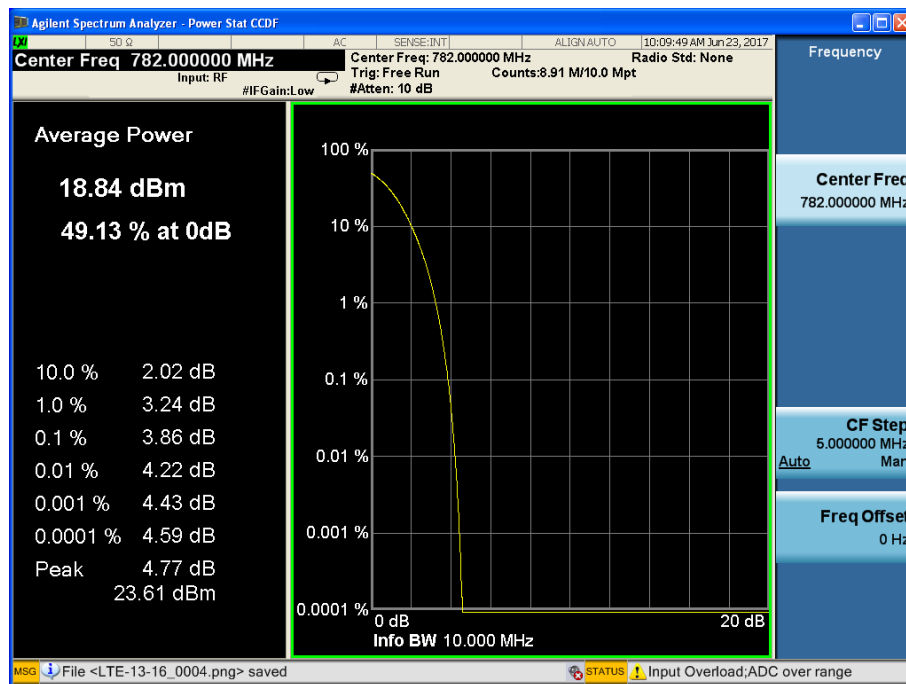 Agilent Spectrum Analyzer - Power Stat CCDF
LXI 50 Ω AC SENSE:INT ALIGN AUTO 10:09:49 AM Jun 23, 2017
Center Freq 782.000000 MHz
Input: RF
#IFGain:Low
Center Freq: 782.000000 MHz Radio Std: None
Trig: Free Run Counts:8.91 M/10.0 Mpt
#Atten: 10 dB
Frequency
Average Power
18.84 dBm
49.13 % at 0dB
10.0 % 2.02 dB
1.0 % 3.24 dB
0.1 % 3.86 dB
0.01 % 4.22 dB
0.001 % 4.43 dB
0.0001 % 4.59 dB
Peak 4.77 dB
23.61 dBm
100 %
10 %
1 %
0.1 %
0.01 %
0.001 %
0.0001 %
0 dB 20 dB
Info BW 10.000 MHz
Center Freq
782.000000 MHz
CF Step
5.000000 MHz
Auto Man
Freq Offset
0 Hz
MSG File <LTE-13-16_0004.png> saved STATUS Input Overload;ADC over range